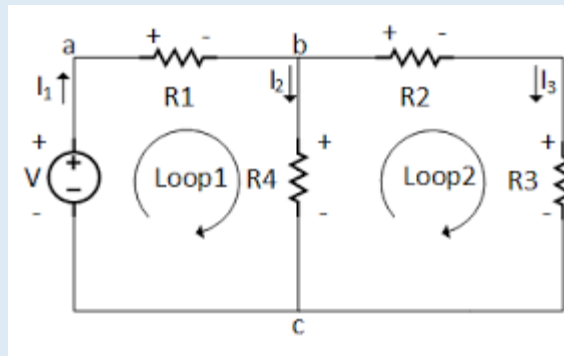 a + - b + -
I₁ R1 I₂ R2 I₃
+ + + +
V - Loop1 R4 Loop2 R3
- - -
c